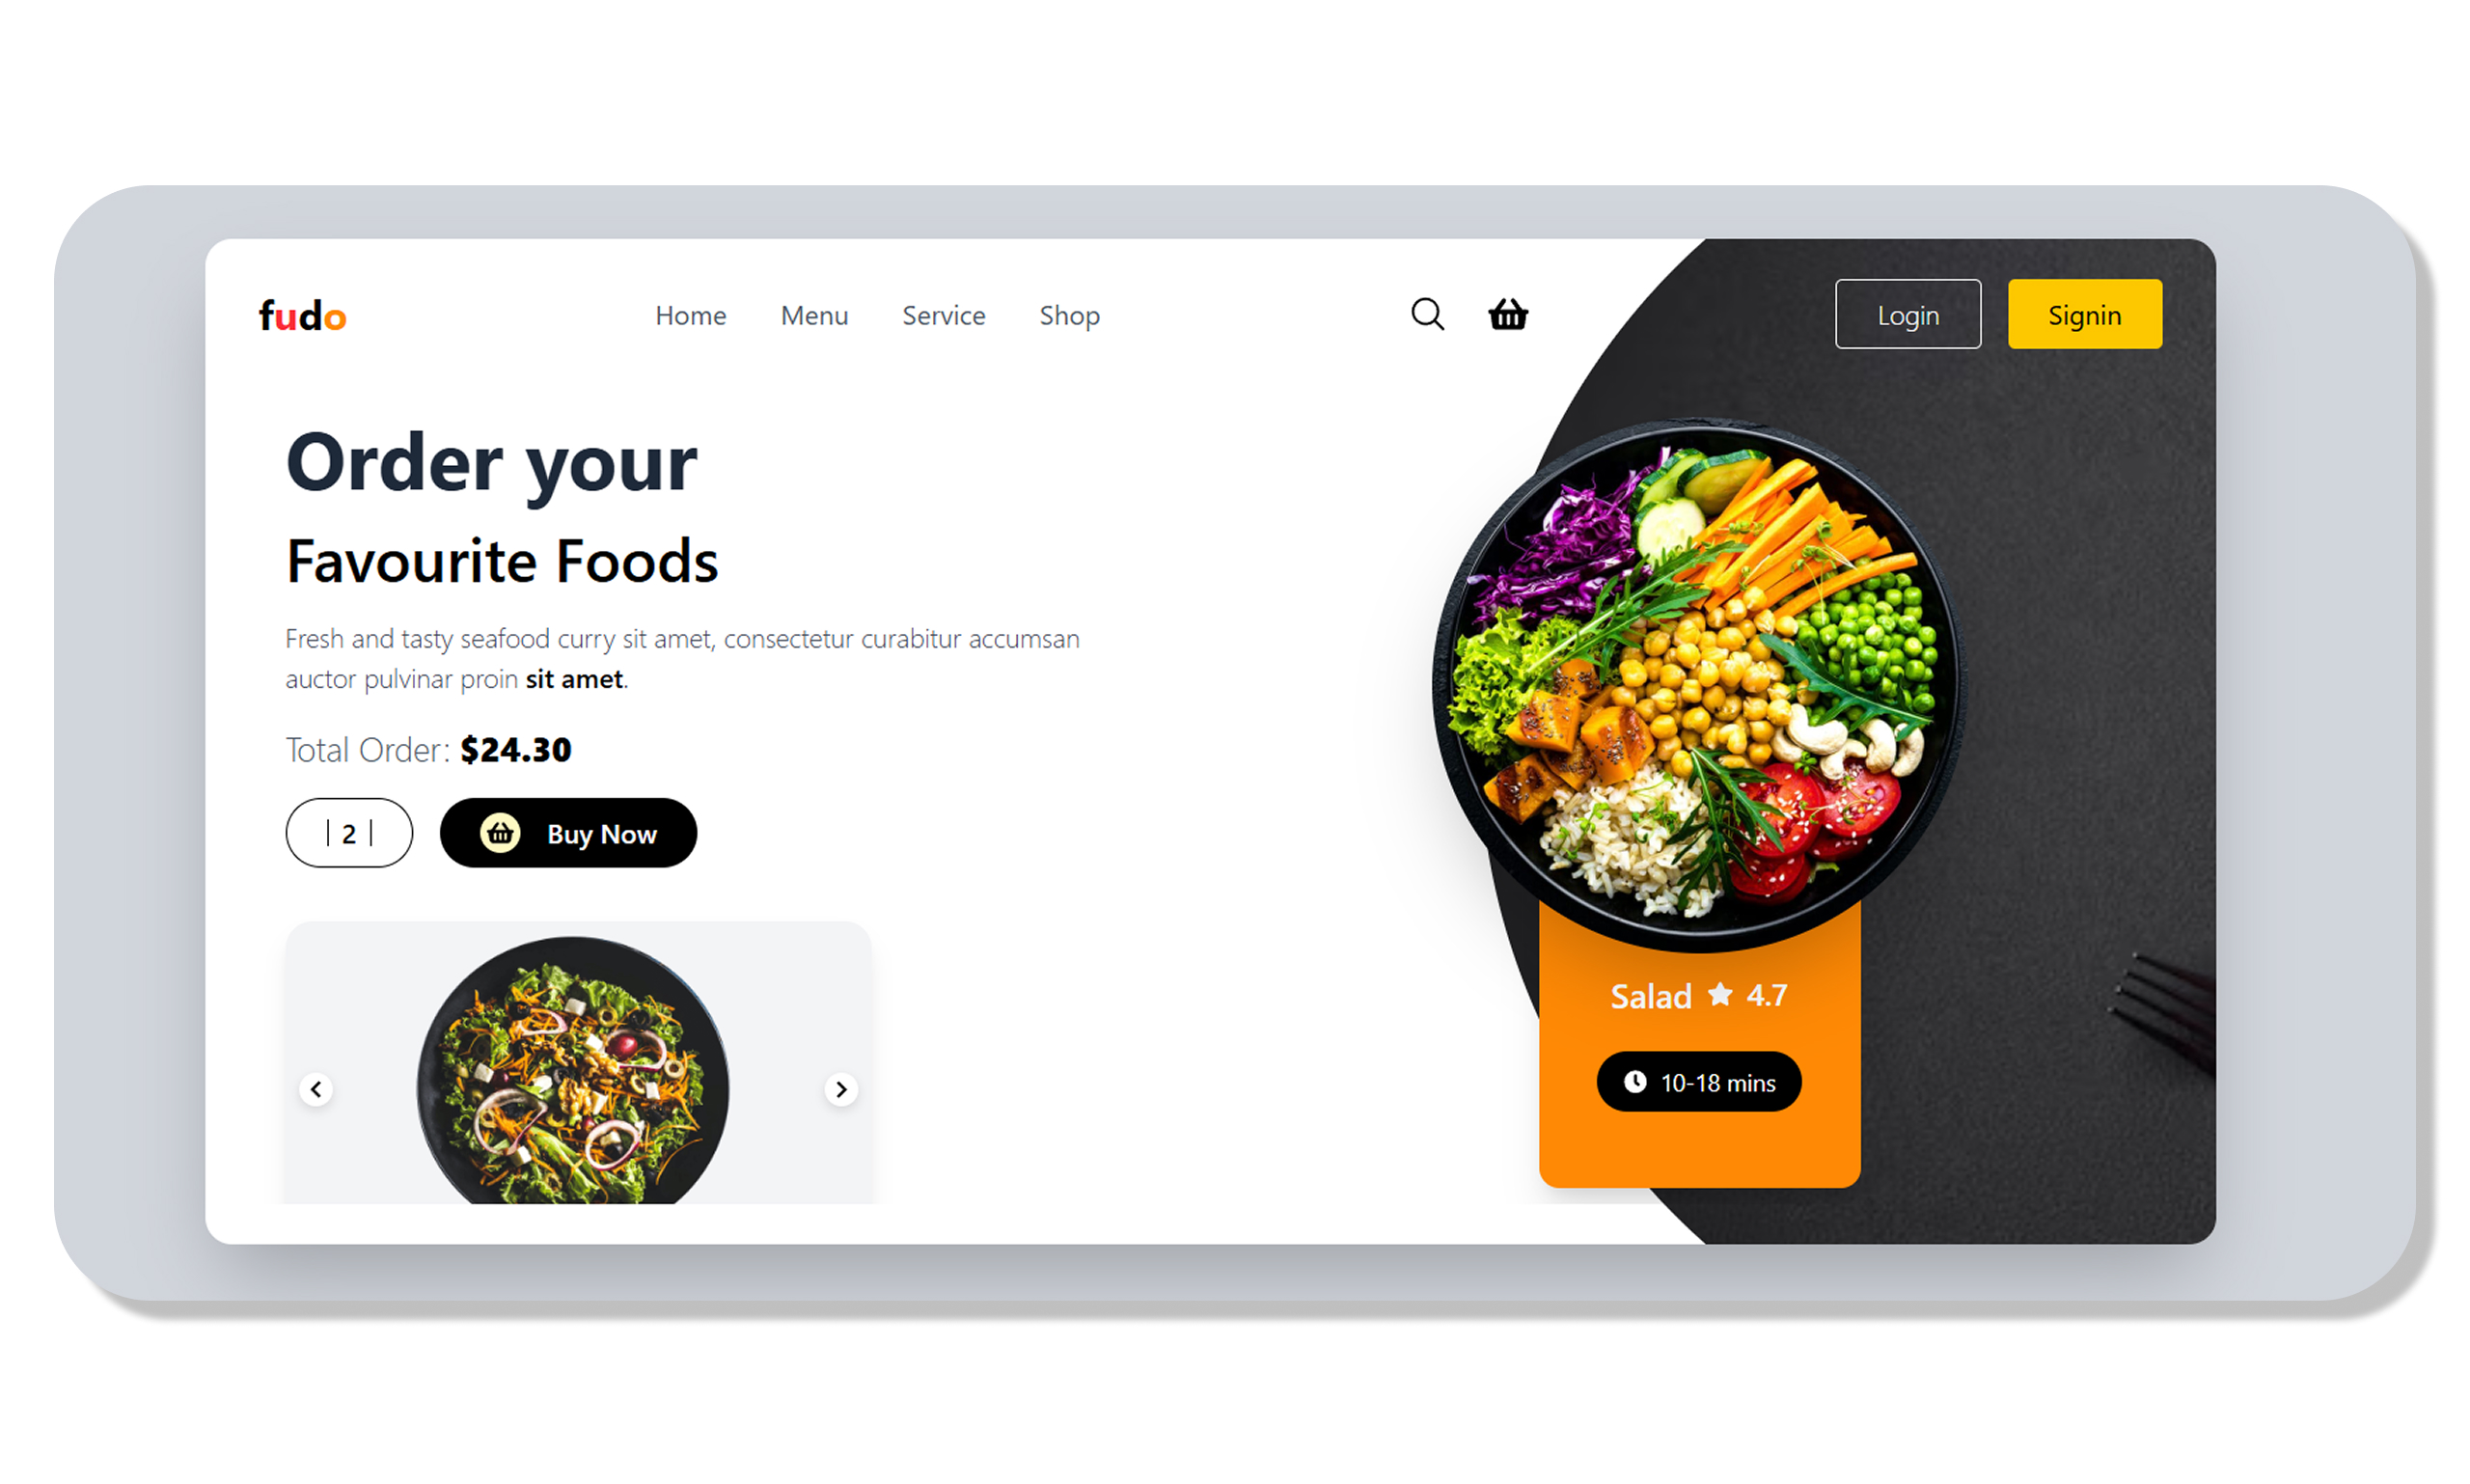 fudo
Home Menu Service Shop
Login Signin
Order your
Favourite Foods
Fresh and tasty seafood curry sit amet, consectetur curabitur accumsan
auctor pulvinar proin sit amet.
Total Order: $24.30
| 2 |
Buy Now
Salad ★ 4.7
10-18 mins